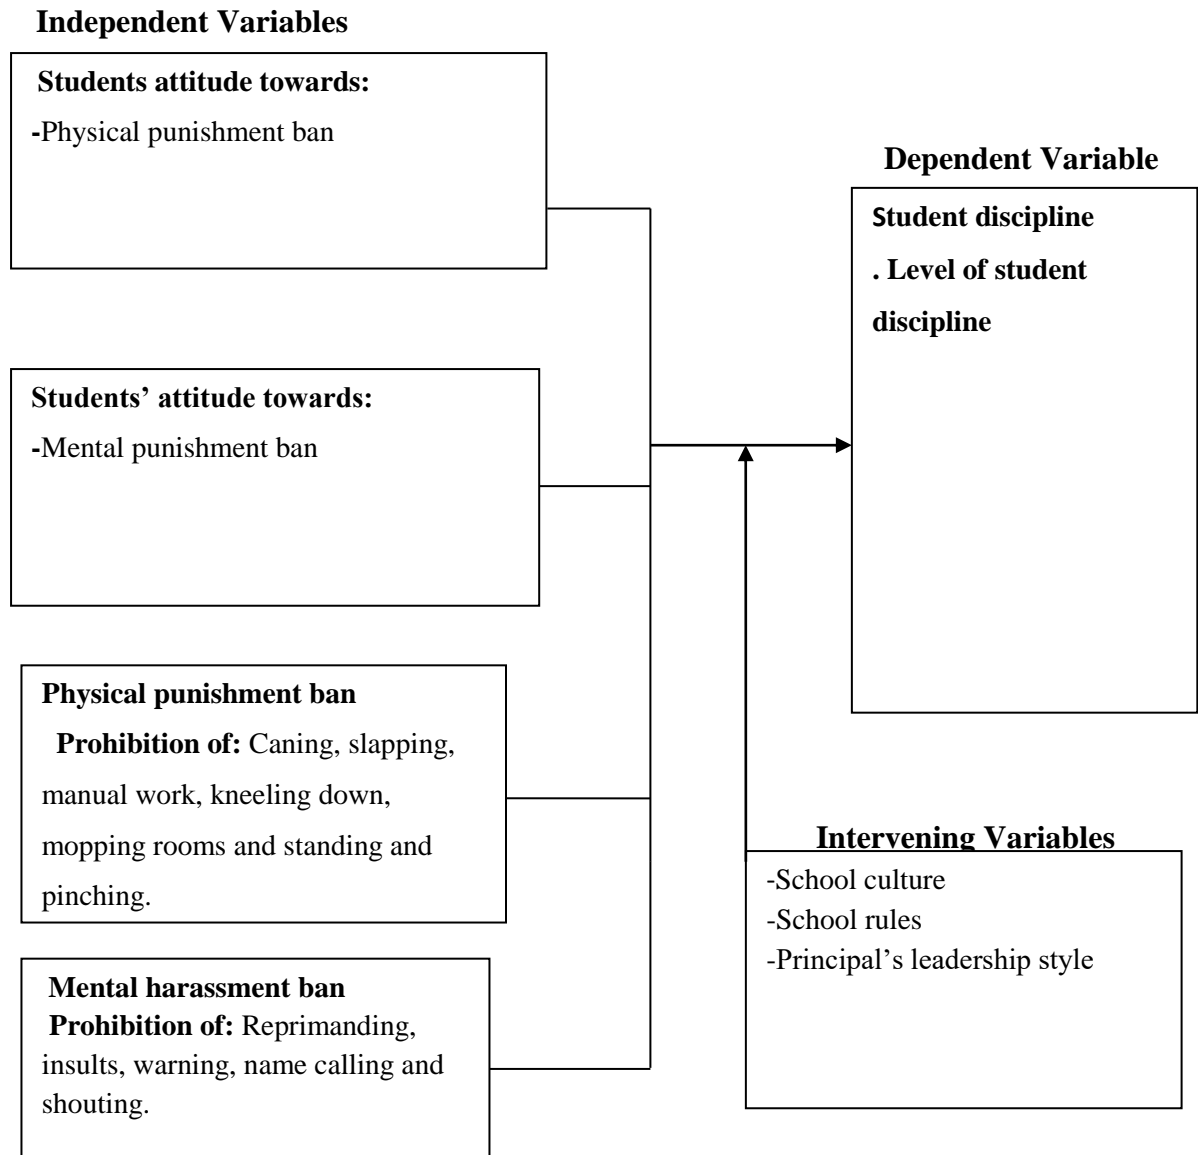 Independent Variables
Students attitude towards:
-Physical punishment ban
Students’ attitude towards:
-Mental punishment ban
Physical punishment ban
Prohibition of: Caning, slapping,
manual work, kneeling down,
mopping rooms and standing and
pinching.
Mental harassment ban
Prohibition of: Reprimanding,
insults, warning, name calling and
shouting.
Dependent Variable
Student discipline
. Level of student
discipline
Intervening Variables
-School culture
-School rules
-Principal’s leadership style